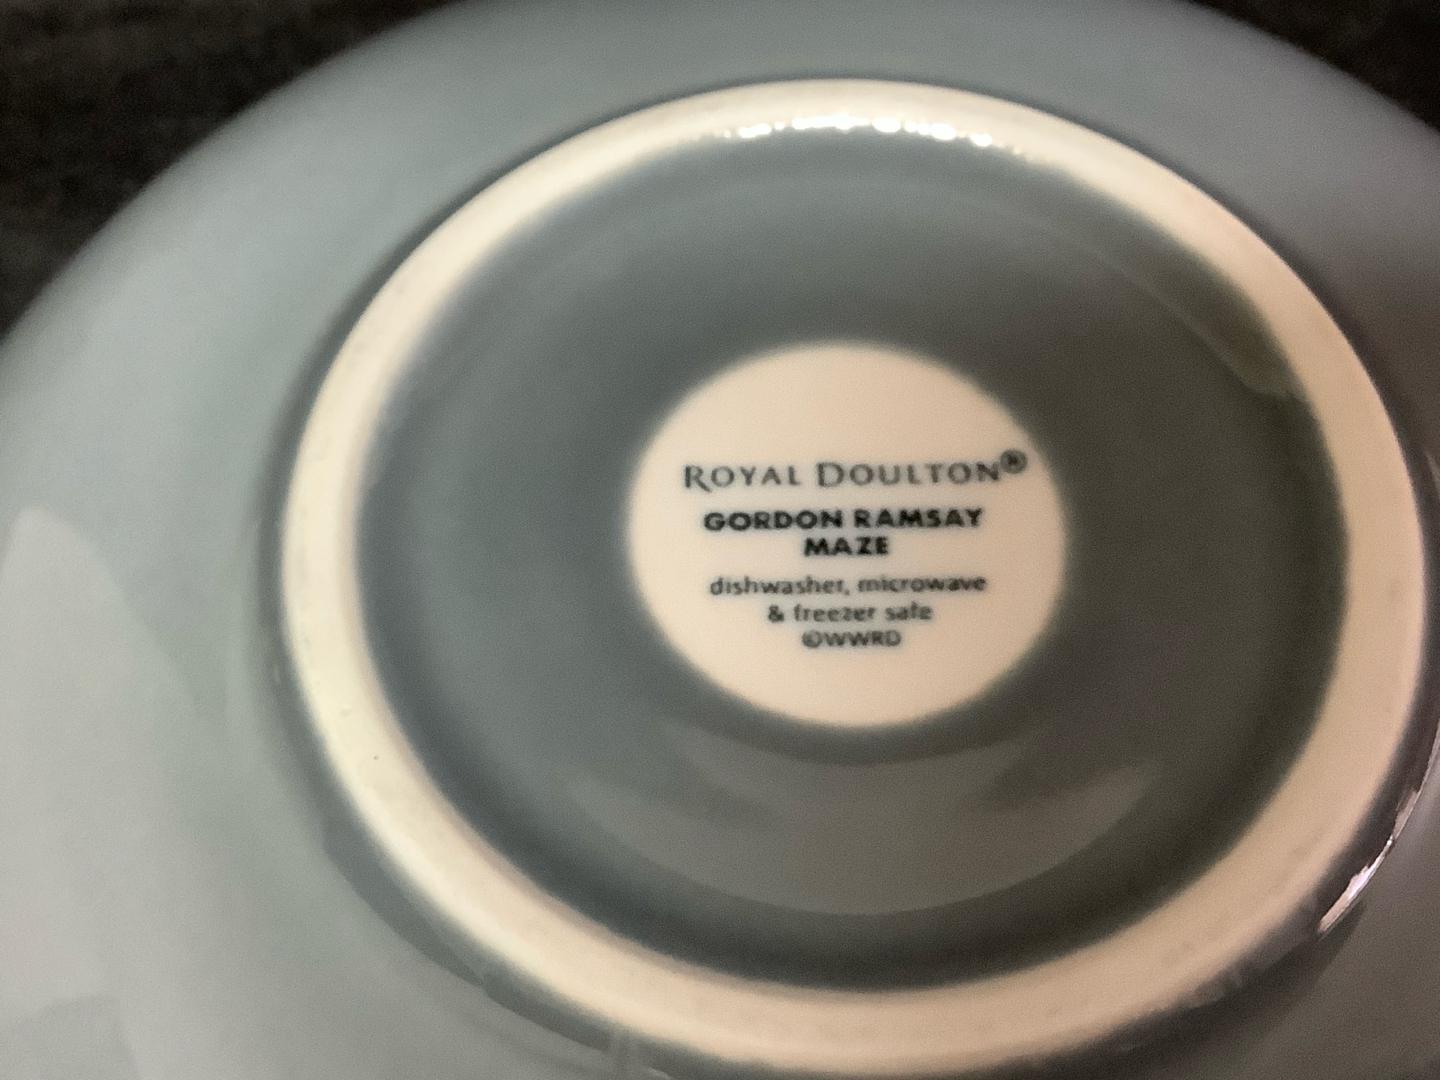 ROYAL DOULTON®
GORDON RAMSAY
MAZE
dishwasher, microwave
& freezer safe
©WWRD